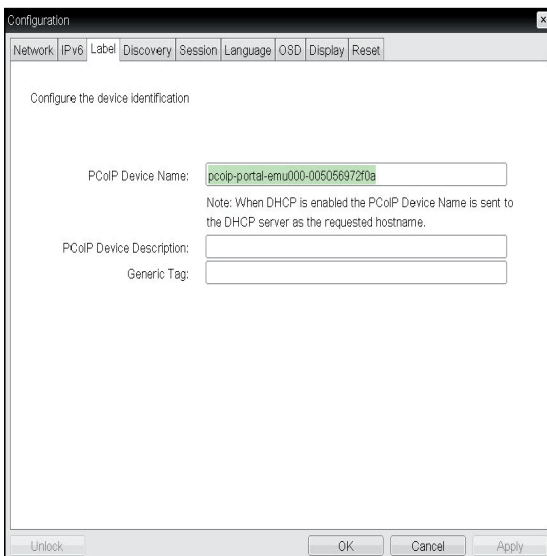 Configuration
Network IPv6 Label Discovery Session Language OSD Display Reset
Configure the device identification
PCoIP Device Name: pcoip-portal-emu000-005056972f0a
Note: When DHCP is enabled the PCoIP Device Name is sent to
the DHCP server as the requested hostname.
PCoIP Device Description:
Generic Tag:
Unlock OK Cancel Apply